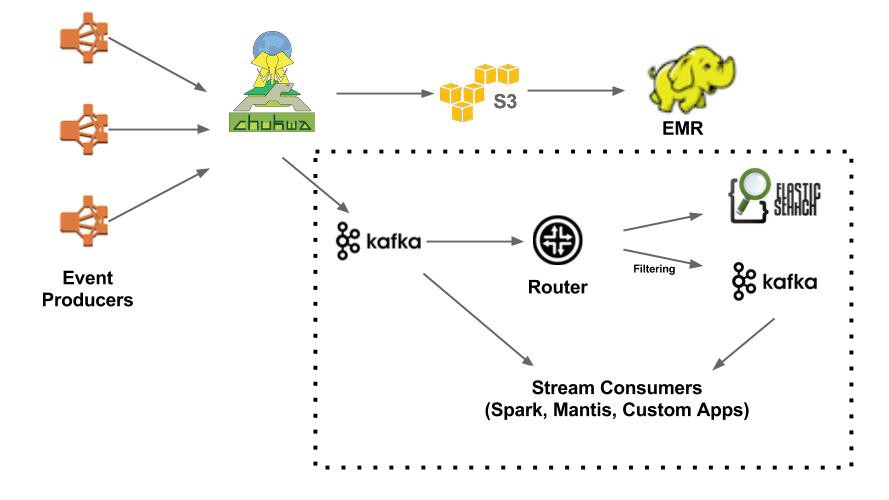 chukwa
S3
EMR
Event
Producers
kafka
Router
Filtering
ELASTIC
SEARCH
kafka
Stream Consumers
(Spark, Mantis, Custom Apps)